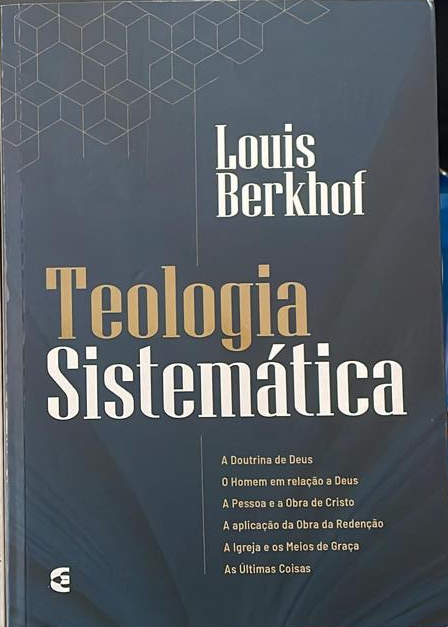 Louis
Berkhof
Teologia
Sistemática
A Doutrina de Deus
O Homem em relação a Deus
A Pessoa e a Obra de Cristo
A aplicação da Obra da Redenção
A Igreja e os Meios de Graça
As Últimas Coisas